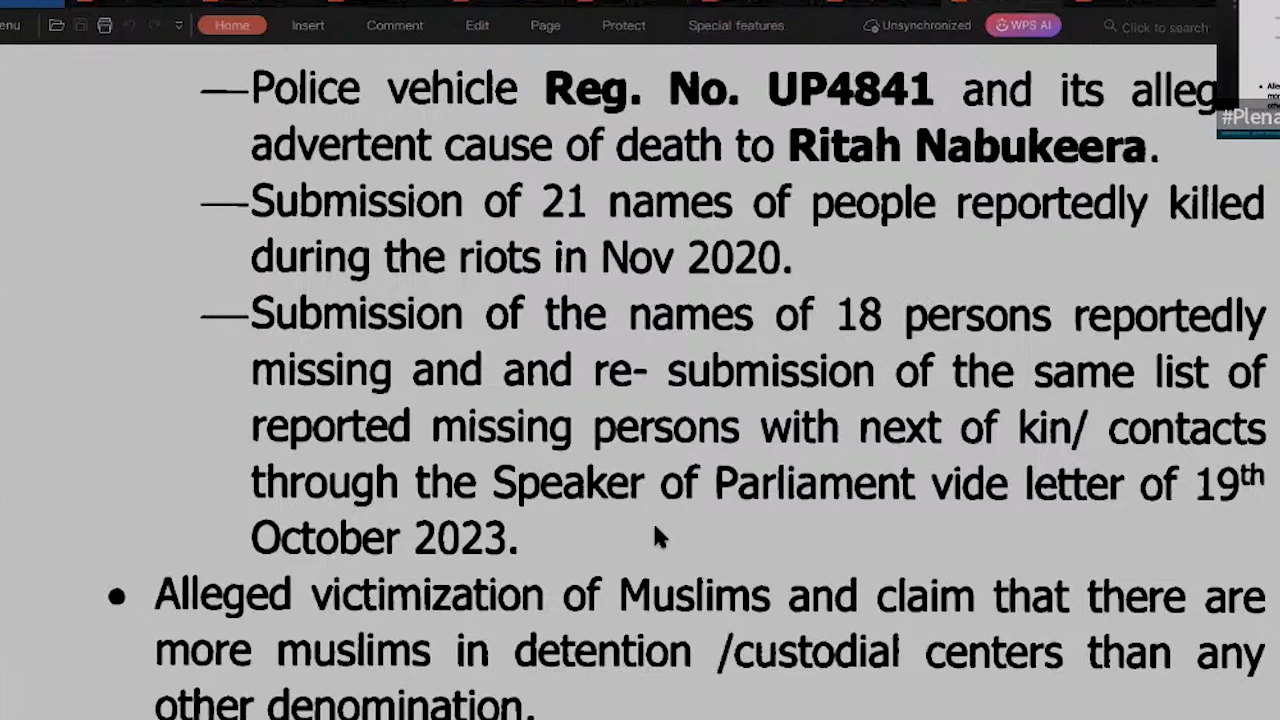 enu Home Insert Comment Edit Page Protect Special features Unsynchronized WPS AI Click to search
—Police vehicle Reg. No. UP4841 and its alleg
#Plena
advertent cause of death to Ritah Nabukeera.
—Submission of 21 names of people reportedly killed
during the riots in Nov 2020.
—Submission of the names of 18 persons reportedly
missing and and re- submission of the same list of
reported missing persons with next of kin/ contacts
through the Speaker of Parliament vide letter of 19th
October 2023.
• Alleged victimization of Muslims and claim that there are
more muslims in detention /custodial centers than any
other denomination.